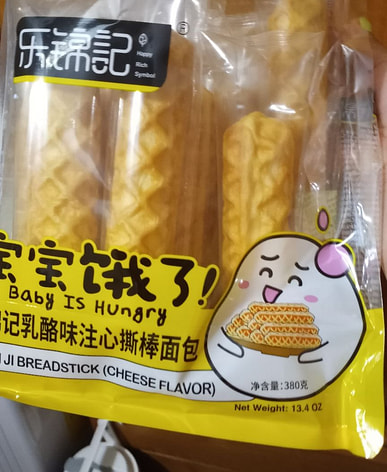 乐锦記
Happy
Rich
Symbol
宝宝饿了!
Baby Is Hungry
记乳酪味注心撕棒面包
JI BREADSTICK (CHEESE FLAVOR)
净含量:380克
Net Weight: 13.4 OZ